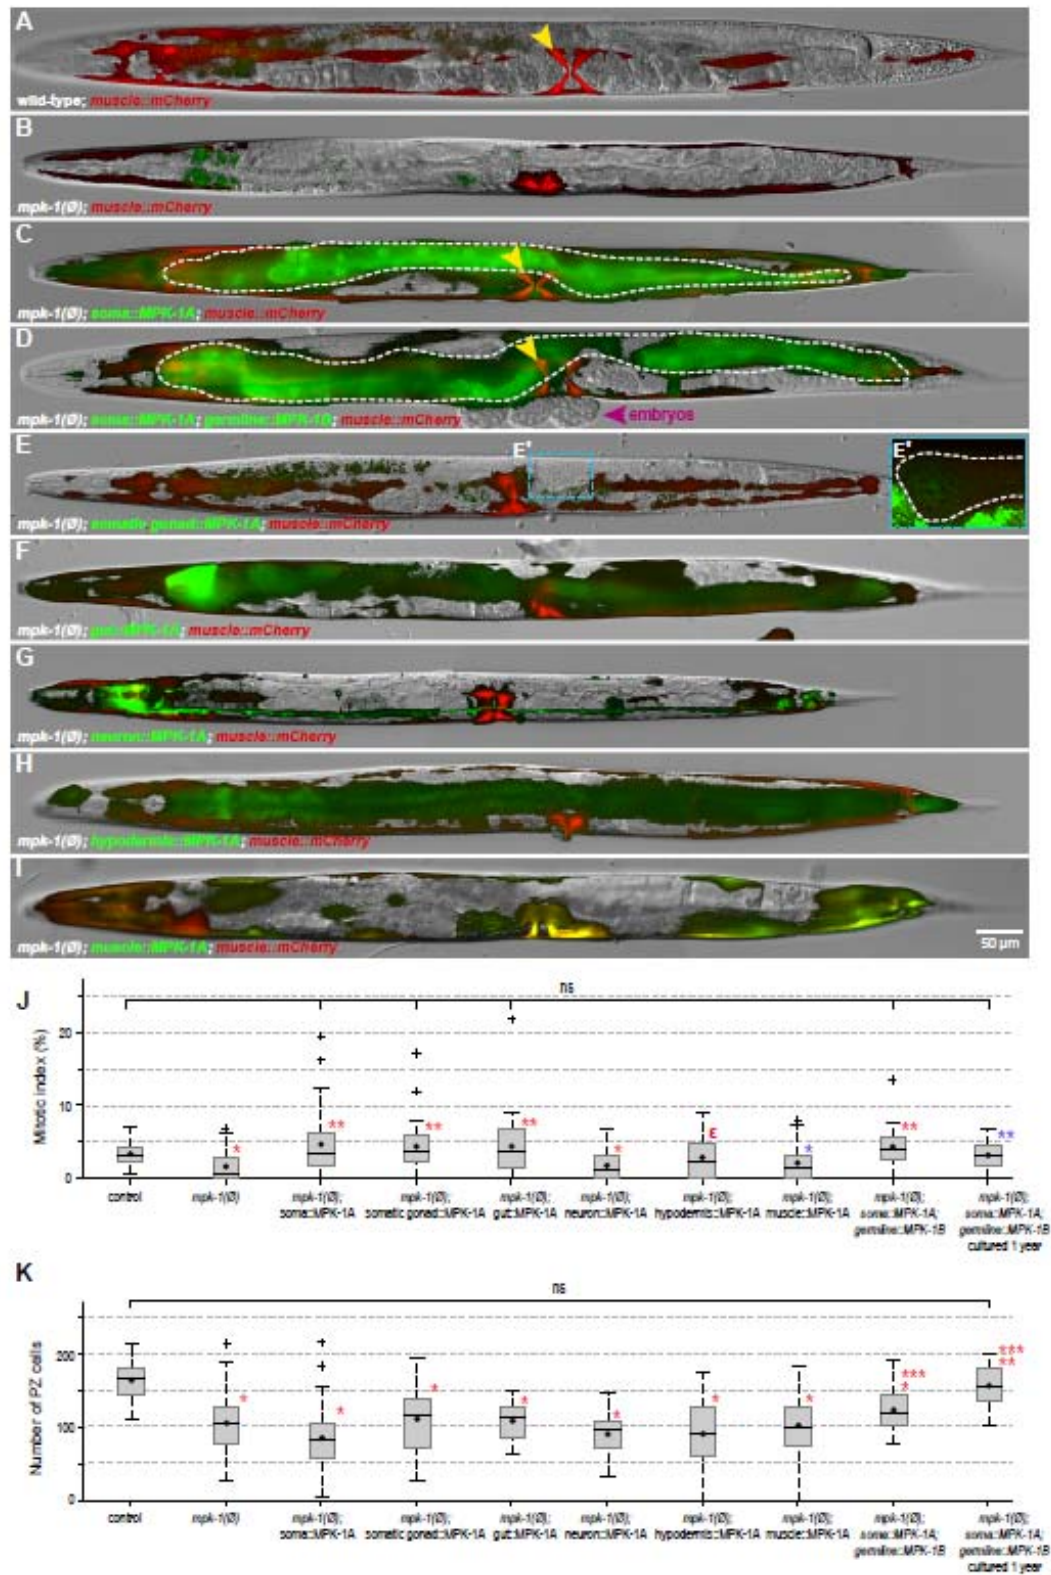 A
wild-type; muscle::mCherry
B
mpk-1(Ø); muscle::mCherry
C
mpk-1(Ø); soma::MPK-1A; muscle::mCherry
D
mpk-1(Ø); soma::MPK-1A; germline::MPK-1B; muscle::mCherry
embryos
E
E'
E'
mpk-1(Ø); somatic gonad::MPK-1A; muscle::mCherry
F
mpk-1(Ø); gut::MPK-1A; muscle::mCherry
G
mpk-1(Ø); neuron::MPK-1A; muscle::mCherry
H
mpk-1(Ø); hypodermis::MPK-1A; muscle::mCherry
I
mpk-1(Ø); muscle::MPK-1A; muscle::mCherry
50 µm
J
ns
Mitotic index (%)
20
10
0
* ** ** ** * ε * ** **
control
mpk-1(Ø)
mpk-1(Ø); soma::MPK-1A
mpk-1(Ø); somatic gonad::MPK-1A
mpk-1(Ø); gut::MPK-1A
mpk-1(Ø); neuron::MPK-1A
mpk-1(Ø); hypodermis::MPK-1A
mpk-1(Ø); muscle::MPK-1A
mpk-1(Ø); soma::MPK-1A; germline::MPK-1B
mpk-1(Ø); soma::MPK-1A; germline::MPK-1B cultured 1 year
K
ns
Number of PZ cells
200
100
0
* * * * * * * *** * *** **
control
mpk-1(Ø)
mpk-1(Ø); soma::MPK-1A
mpk-1(Ø); somatic gonad::MPK-1A
mpk-1(Ø); gut::MPK-1A
mpk-1(Ø); neuron::MPK-1A
mpk-1(Ø); hypodermis::MPK-1A
mpk-1(Ø); muscle::MPK-1A
mpk-1(Ø); soma::MPK-1A; germline::MPK-1B
mpk-1(Ø); soma::MPK-1A; germline::MPK-1B cultured 1 year